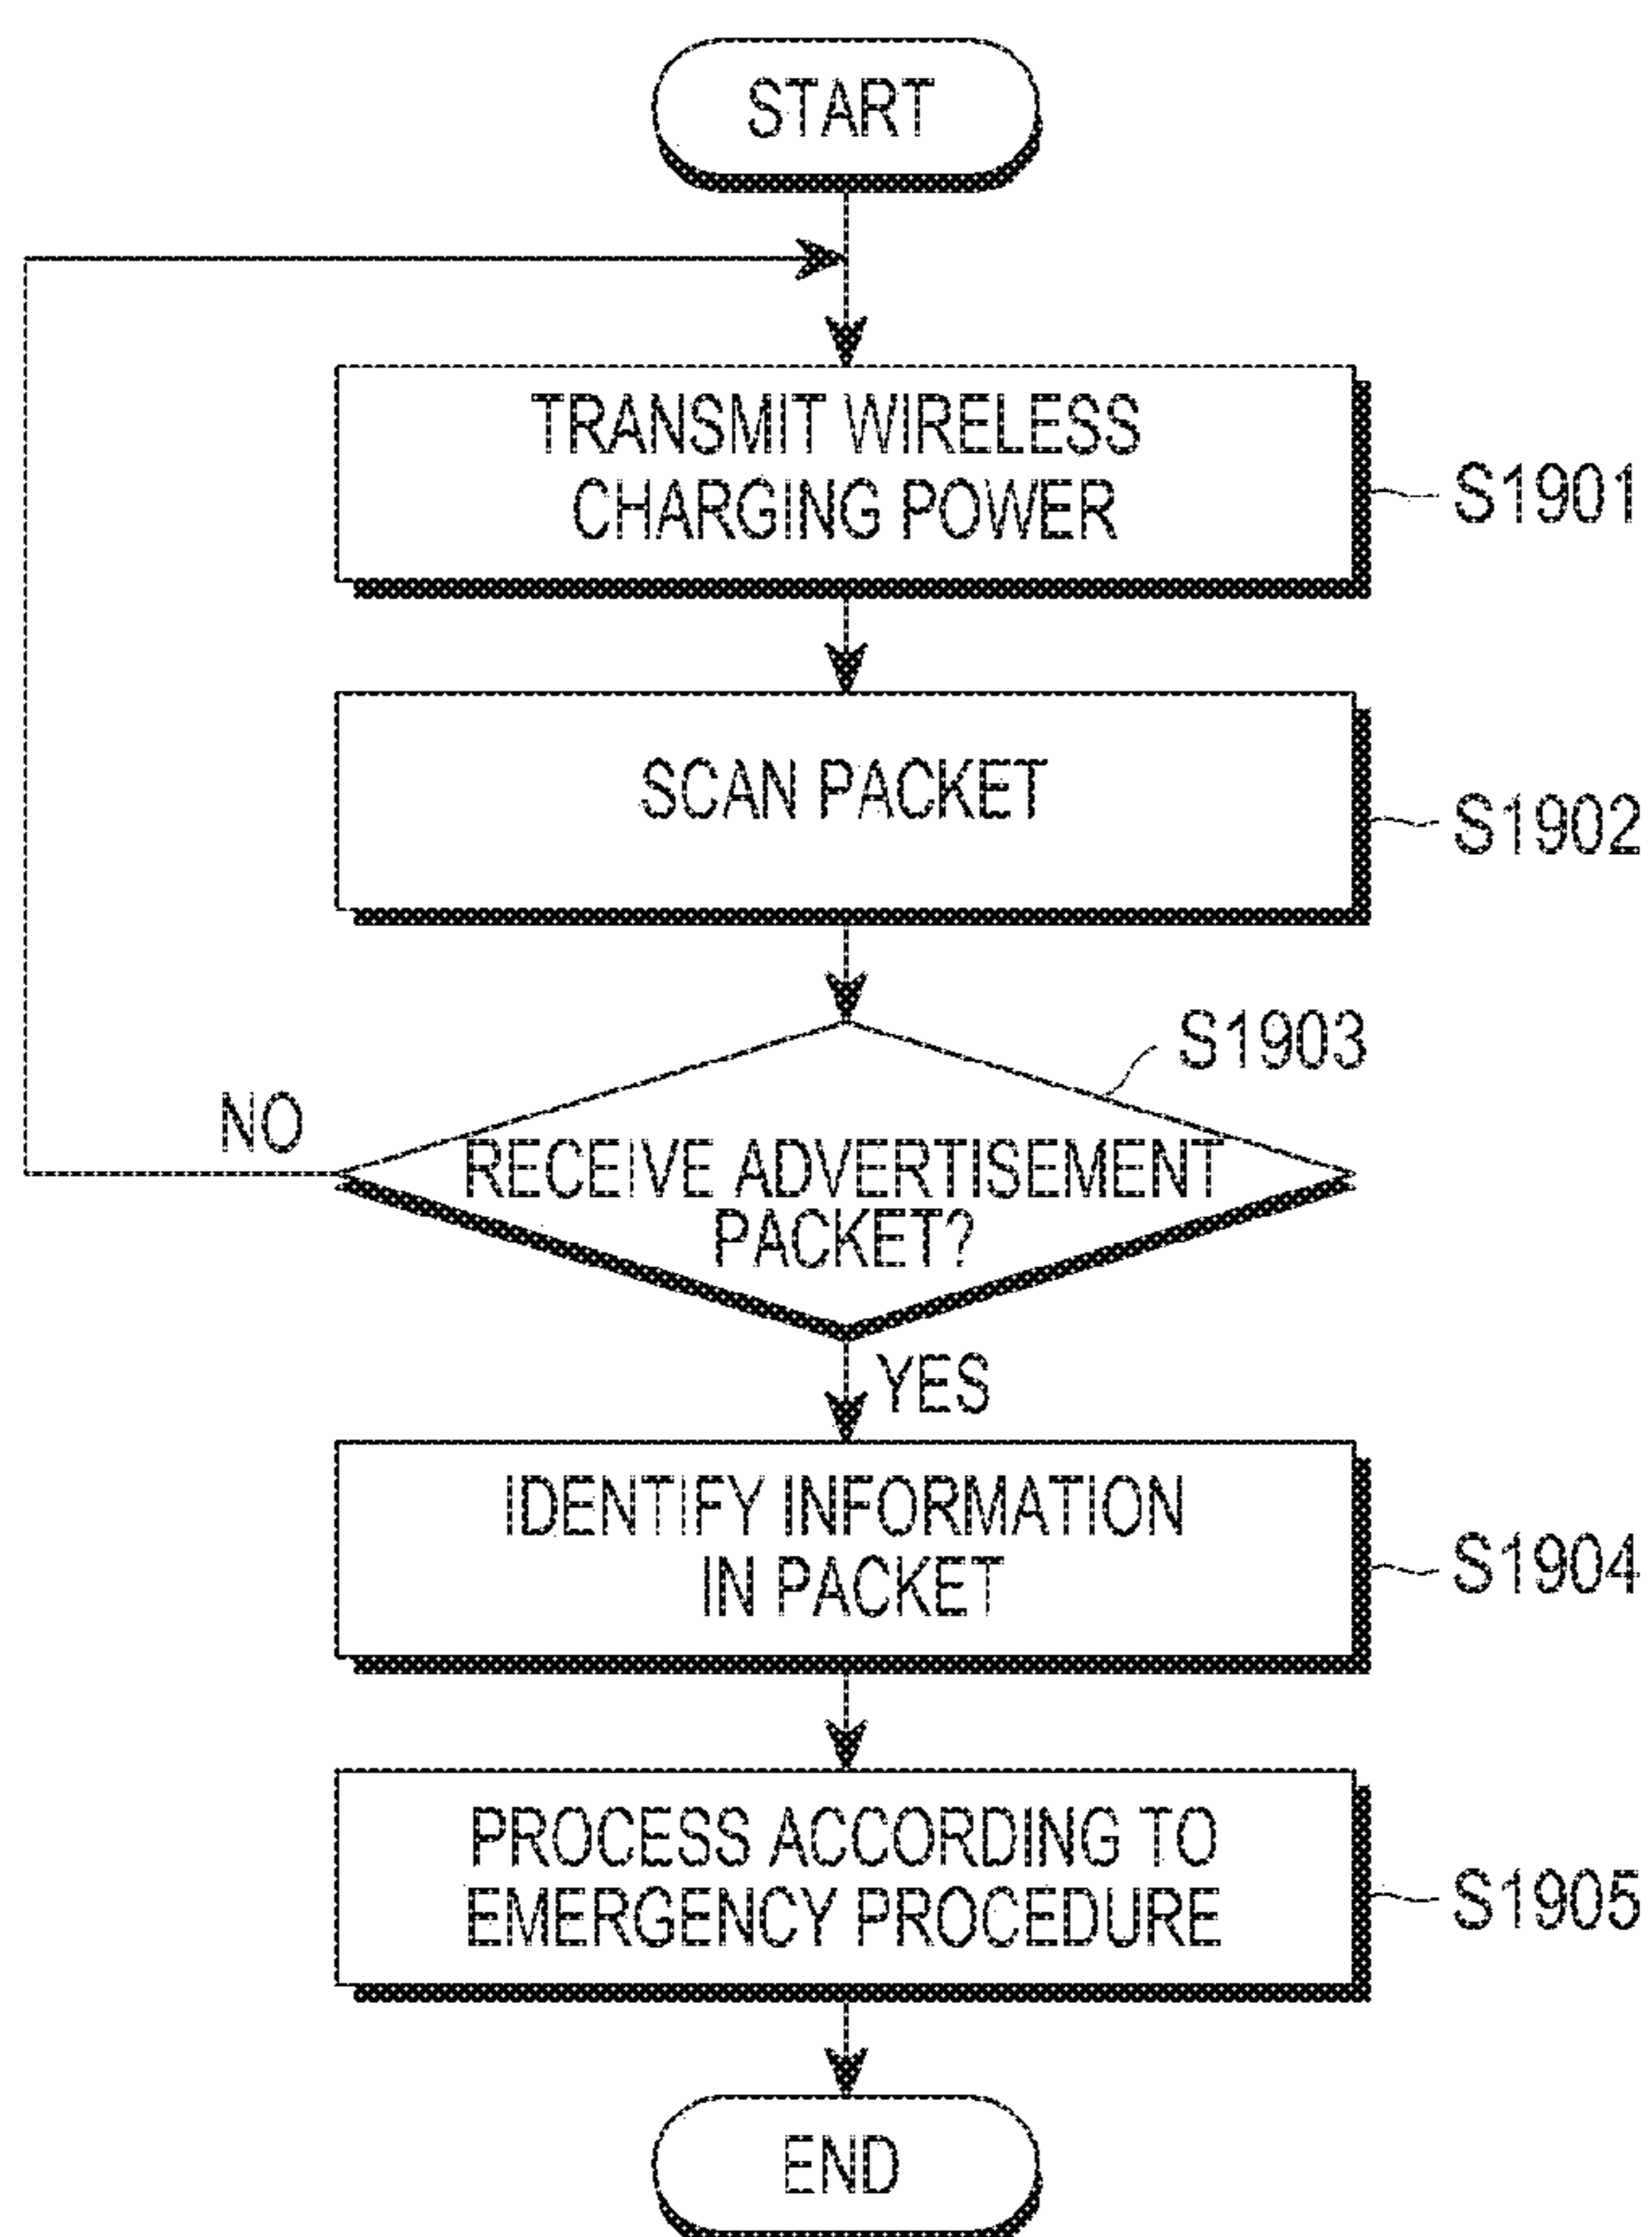 START
TRANSMIT WIRELESS
CHARGING POWER
S1901
SCAN PACKET
S1902
S1903
NO
RECEIVE ADVERTISEMENT
PACKET?
YES
IDENTIFY INFORMATION
IN PACKET
S1904
PROCESS ACCORDING TO
EMERGENCY PROCEDURE
S1905
END